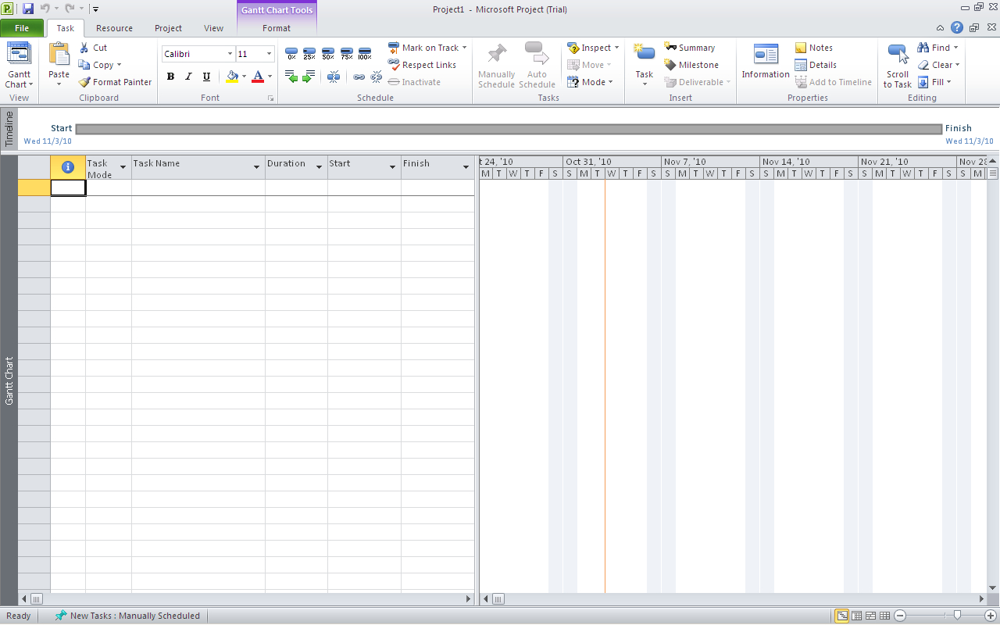 Gantt Chart Tools
Project1 - Microsoft Project (Trial)
File Task Resource Project View Format
Gantt Chart
View
Paste
Cut
Copy
Format Painter
Clipboard
Calibri 11
B I U A
Font
0% 25% 50% 75% 100%
Mark on Track
Respect Links
Inactivate
Schedule
Manually Schedule
Auto Schedule
Inspect
Move
Mode
Tasks
Task
Summary
Milestone
Deliverable
Insert
Information
Notes
Details
Add to Timeline
Properties
Scroll to Task
Find
Clear
Fill
Editing
Timeline
Start
Wed 11/3/10
Finish
Wed 11/3/10
Task Mode
Task Name
Duration
Start
Finish
t 24, '10 Oct 31, '10 Nov 7, '10 Nov 14, '10 Nov 21, '10 Nov 28
M T W T F S S M T W T F S S M T W T F S S M T W T F S S M T W T F S S M
Gantt Chart
Ready
New Tasks : Manually Scheduled